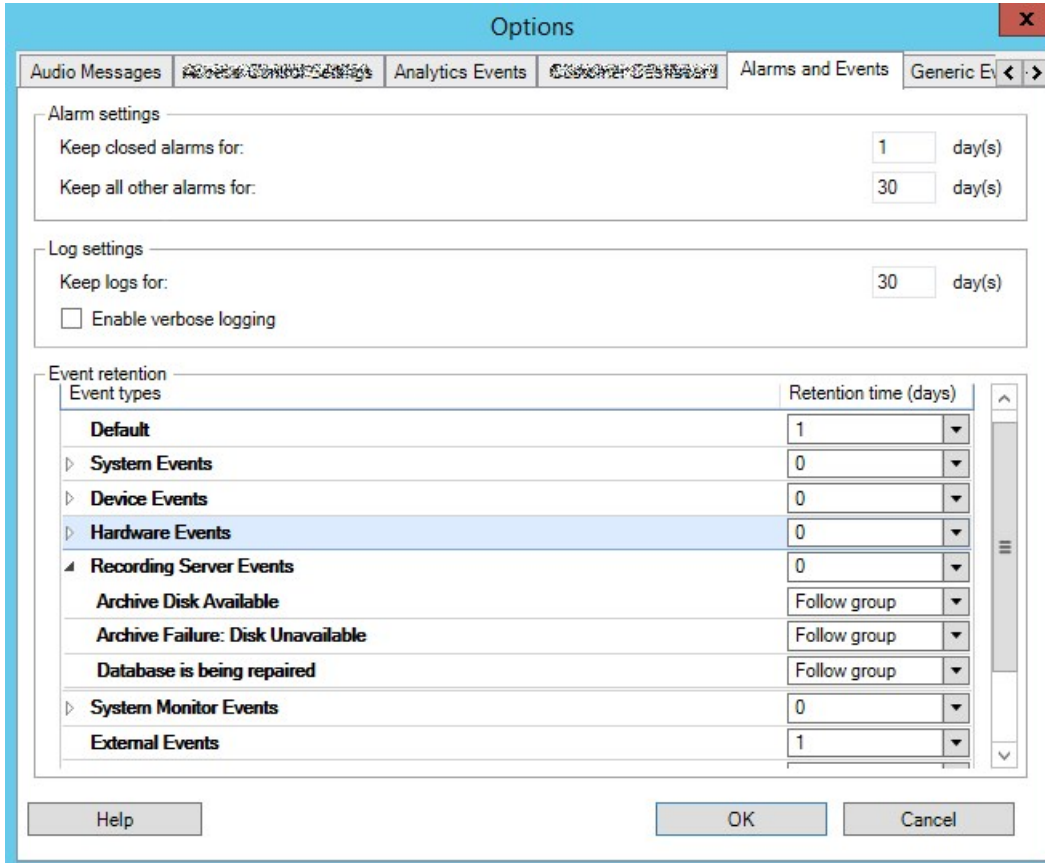 Options
x
Audio Messages Analytics Events Alarms and Events Generic Ev
Alarm settings
Keep closed alarms for: 1 day(s)
Keep all other alarms for: 30 day(s)
Log settings
Keep logs for: 30 day(s)
Enable verbose logging
Event retention
Event types Retention time (days)
Default 1
System Events 0
Device Events 0
Hardware Events 0
Recording Server Events 0
Archive Disk Available Follow group
Archive Failure: Disk Unavailable Follow group
Database is being repaired Follow group
System Monitor Events 0
External Events 1
Help OK Cancel